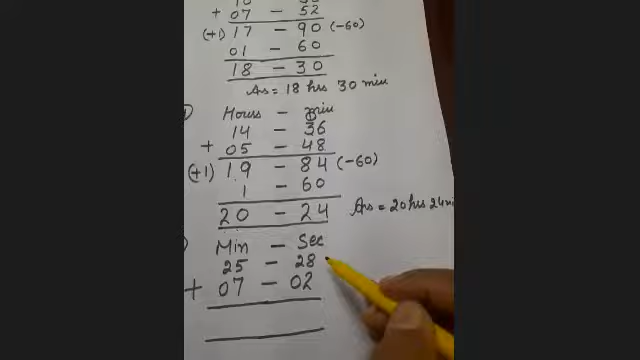 + 07 - 52
(+1) 17 - 90 (-60)
01 - 60
18 - 30
As = 18 hrs 30 min
Hours - min
14 - 36
+ 05 - 48
(+1) 19 - 84 (-60)
1 - 60
20 - 24 As = 20 hrs 24
Min - Sec
25 - 28
+ 07 - 02